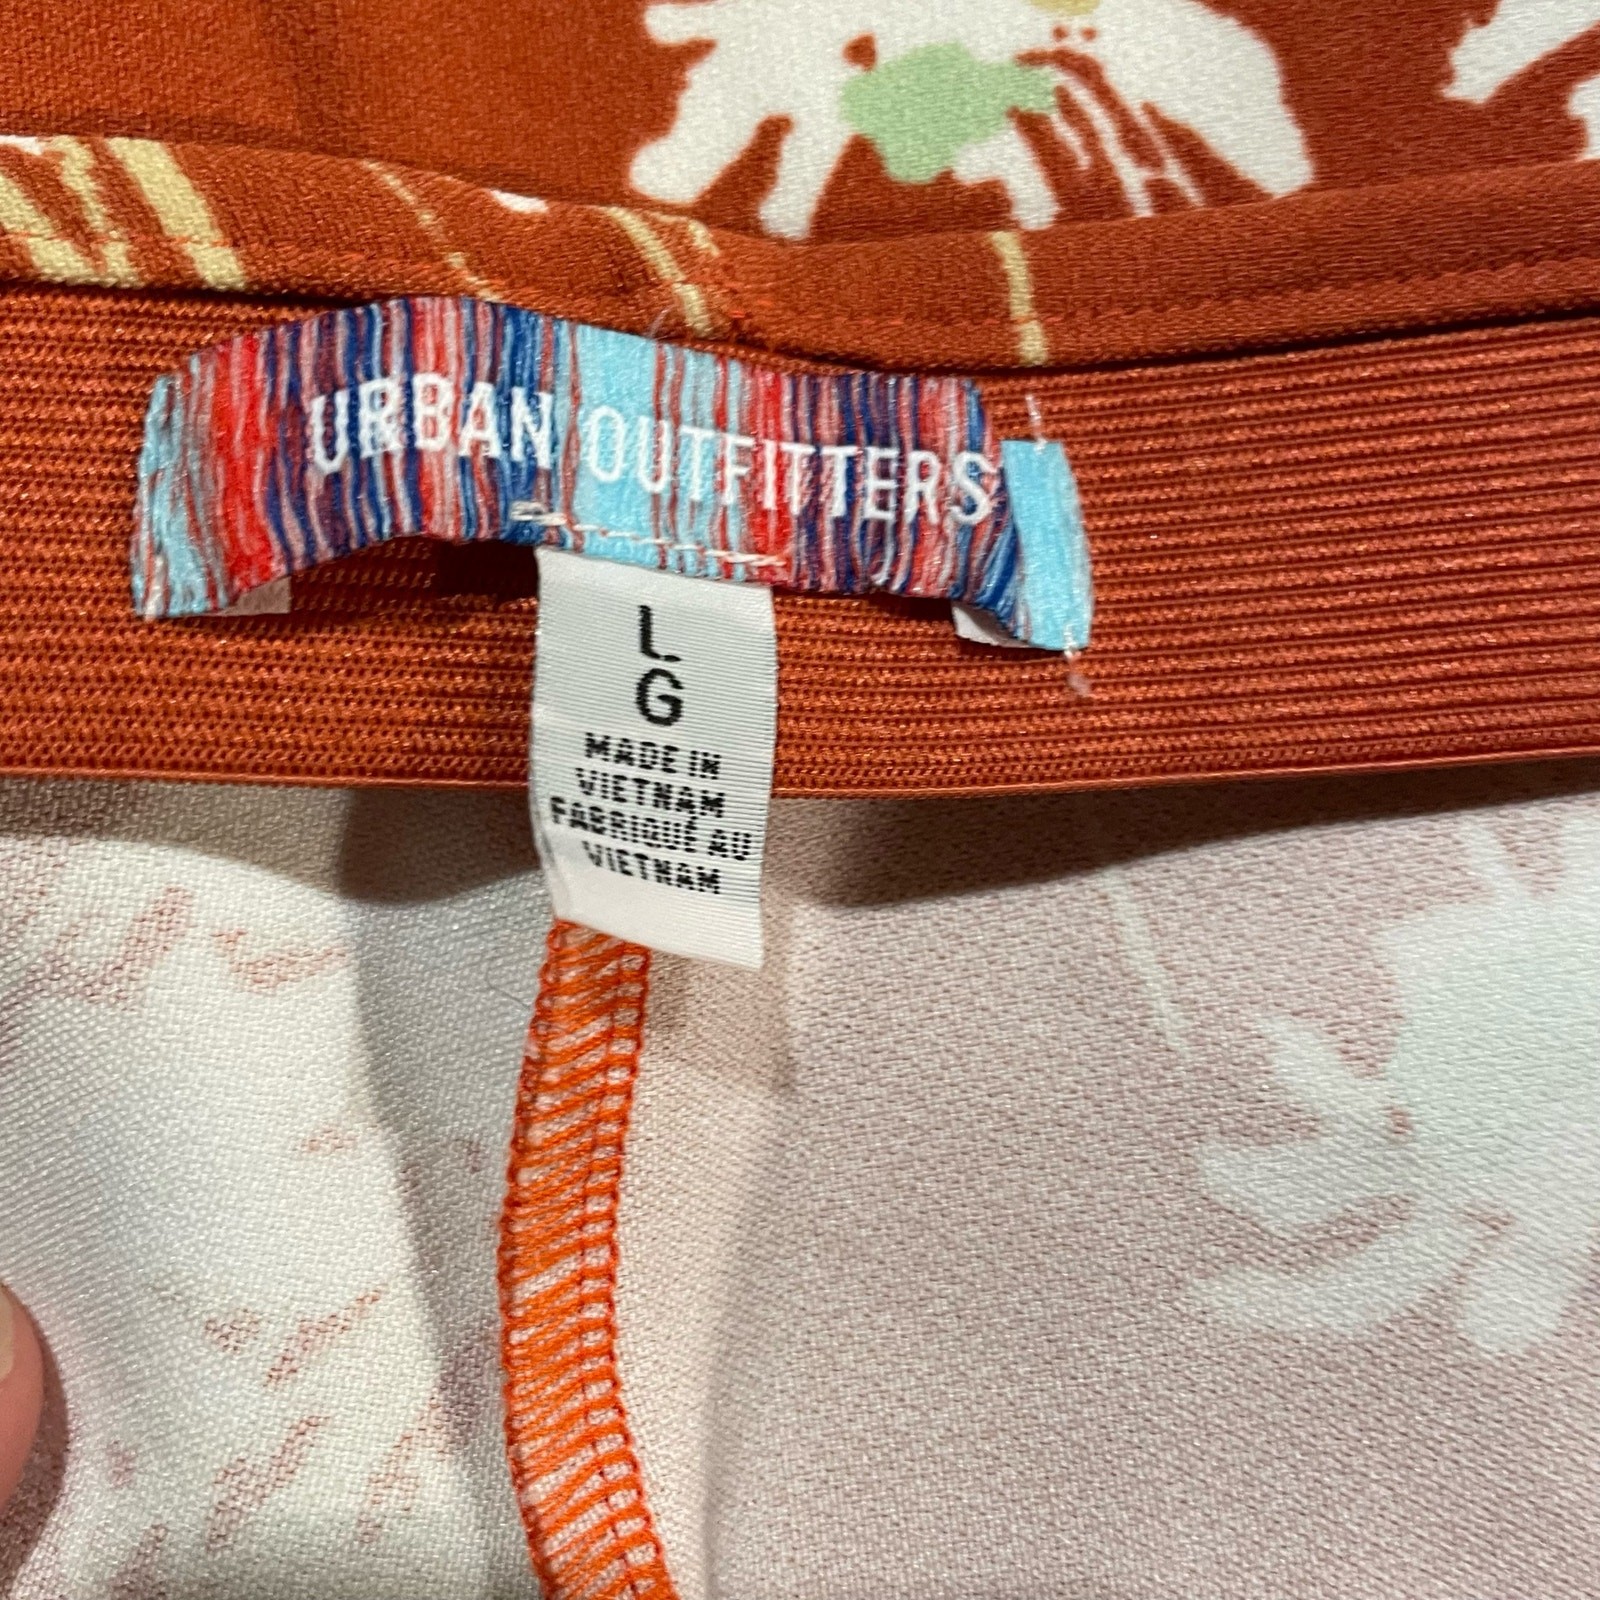 URBAN OUTFITTERS
L
G
MADE IN
VIETNAM
FABRIQUÉ AU
VIETNAM